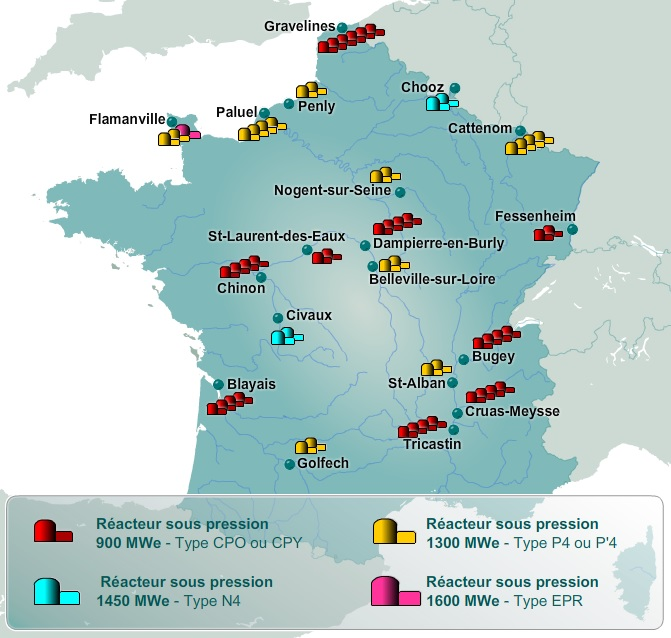 Gravelines
Chooz
Penly
Paluel
Flamanville
Cattenom
Nogent-sur-Seine
Fessenheim
St-Laurent-des-Eaux
Dampierre-en-Burly
Belleville-sur-Loire
Chinon
Civaux
Bugey
St-Alban
Blayais
Cruas-Meysse
Tricastin
Golfech
Réacteur sous pression
900 MWe - Type CPO ou CPY
Réacteur sous pression
1300 MWe - Type P4 ou P'4
Réacteur sous pression
1450 MWe - Type N4
Réacteur sous pression
1600 MWe - Type EPR